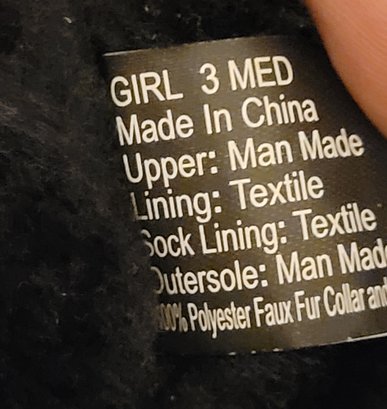 GIRL 3 MED
Made In China
Upper: Man Made
Lining: Textile
Sock Lining: Textile
Outersole: Man Made
100% Polyester Faux Fur Collar and